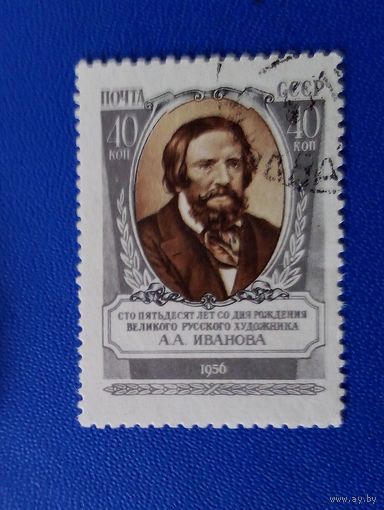 ПОЧТА СССР
40 40
КОП КОП
СТО ПЯТЬДЕСЯТ ЛЕТ СО ДНЯ РОЖДЕНИЯ
ВЕЛИКОГО РУССКОГО ХУДОЖНИКА
А.А. ИВАНОВА
1956
www.ay.by